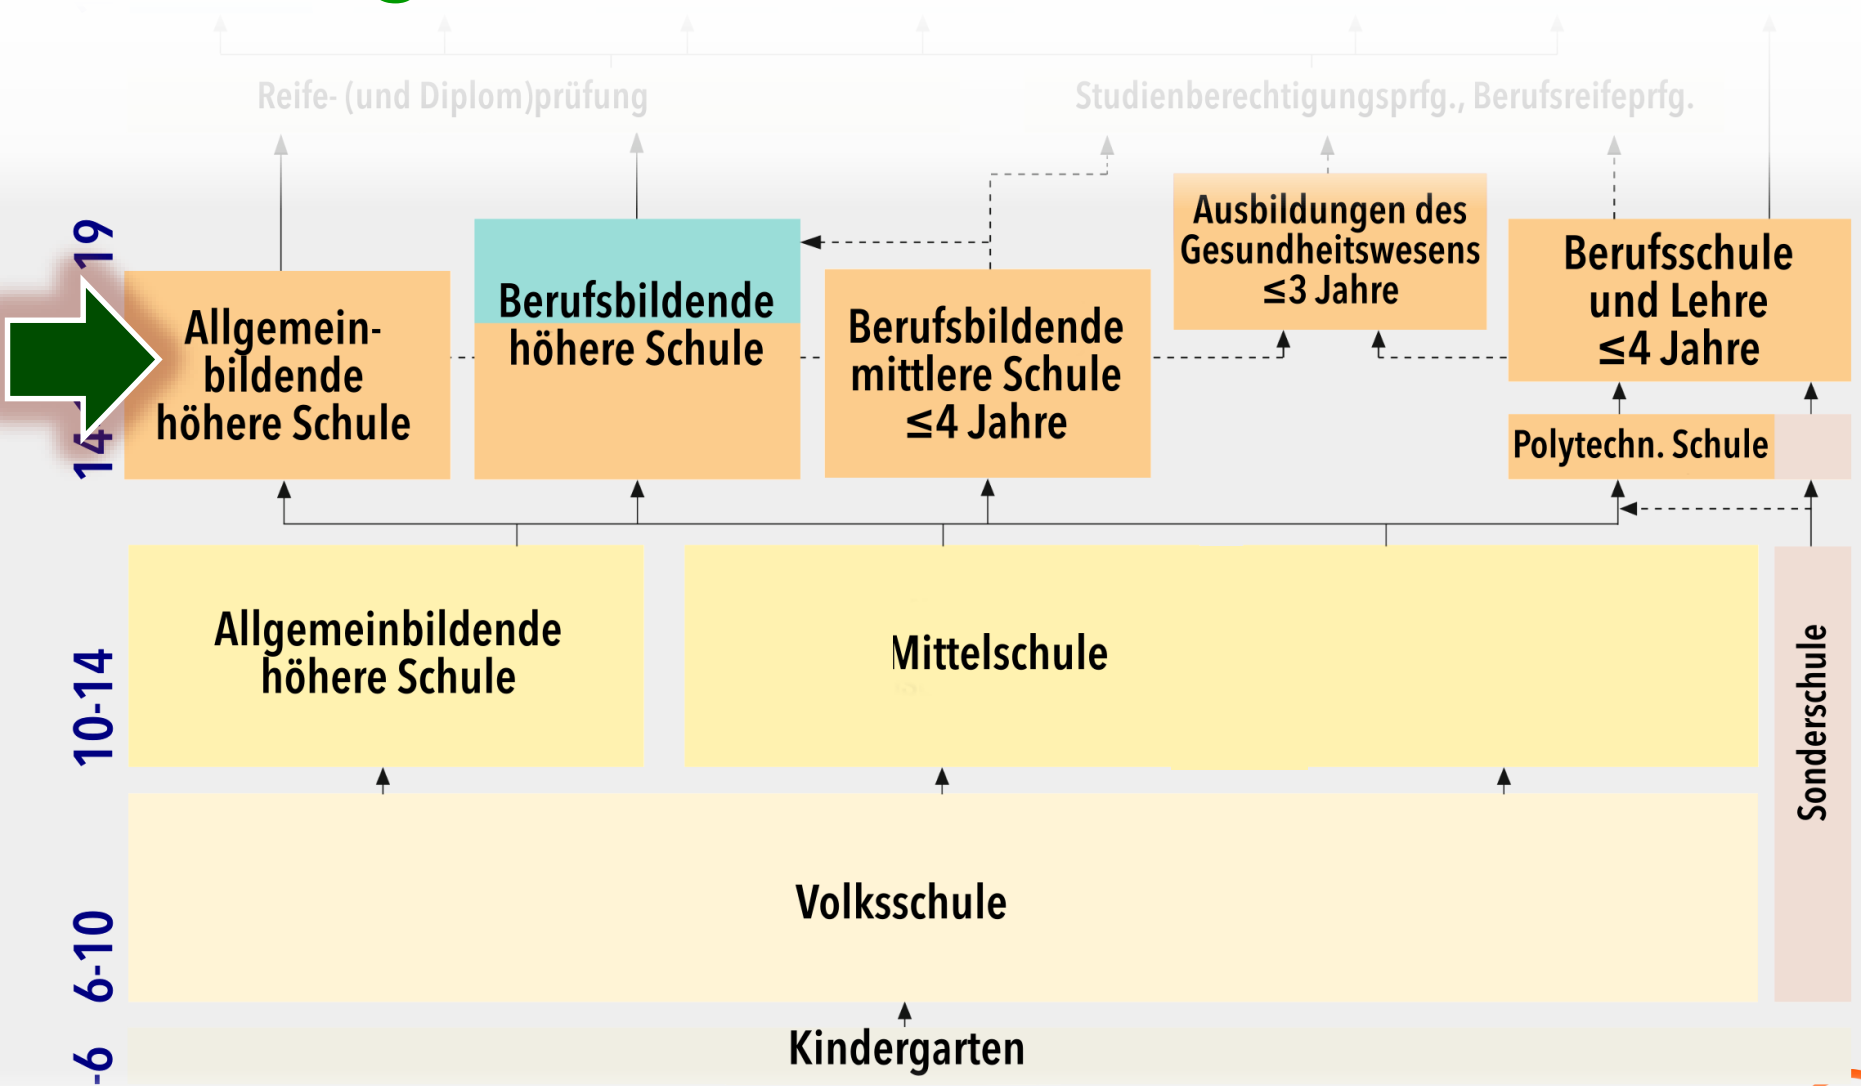 Reife- (und Diplom)prüfung
Studienberechtigungsprfg., Berufsreifeprfg.
19
14
Allgemein-
bildende
höhere Schule
Berufsbildende
höhere Schule
Berufsbildende
mittlere Schule
≤4 Jahre
Ausbildungen des
Gesundheitswesens
≤3 Jahre
Berufsschule
und Lehre
≤4 Jahre
Polytechn. Schule
10-14
Allgemeinbildende
höhere Schule
Mittelschule
Sonderschule
6-10
Volksschule
-6
Kindergarten